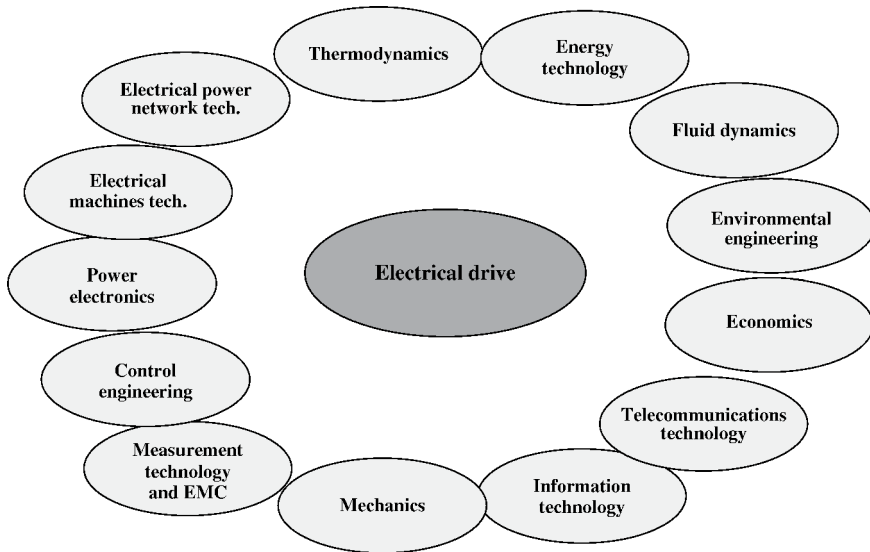 Thermodynamics
Energy
technology
Electrical power
network tech.
Fluid dynamics
Electrical
machines tech.
Environmental
engineering
Power
electronics
Electrical drive
Economics
Control
engineering
Telecommunications
technology
Measurement
technology
and EMC
Mechanics
Information
technology